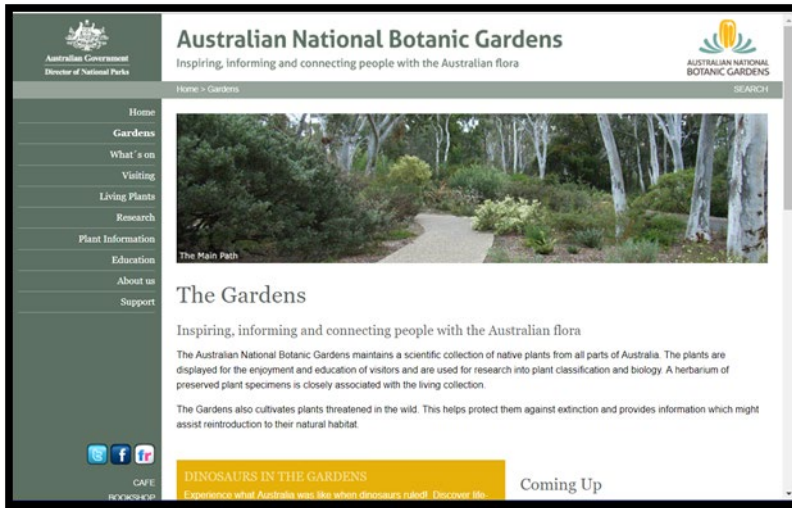 Australian Government
Director of National Parks
Australian National Botanic Gardens
Inspiring, informing and connecting people with the Australian flora
AUSTRALIAN NATIONAL
BOTANIC GARDENS
Home > Gardens
SEARCH
Home
Gardens
What´s on
Visiting
Living Plants
Research
Plant Information
Education
About us
Support
The Main Path
The Gardens
Inspiring, informing and connecting people with the Australian flora
The Australian National Botanic Gardens maintains a scientific collection of native plants from all parts of Australia. The plants are
displayed for the enjoyment and education of visitors and are used for research into plant classification and biology. A herbarium of
preserved plant specimens is closely associated with the living collection.
The Gardens also cultivates plants threatened in the wild. This helps protect them against extinction and provides information which might
assist reintroduction to their natural habitat.
f
fr
CAFE
BOOKSHOP
DINOSAURS IN THE GARDENS
Experience what Australia was like when dinosaurs ruled! Discover life-
Coming Up